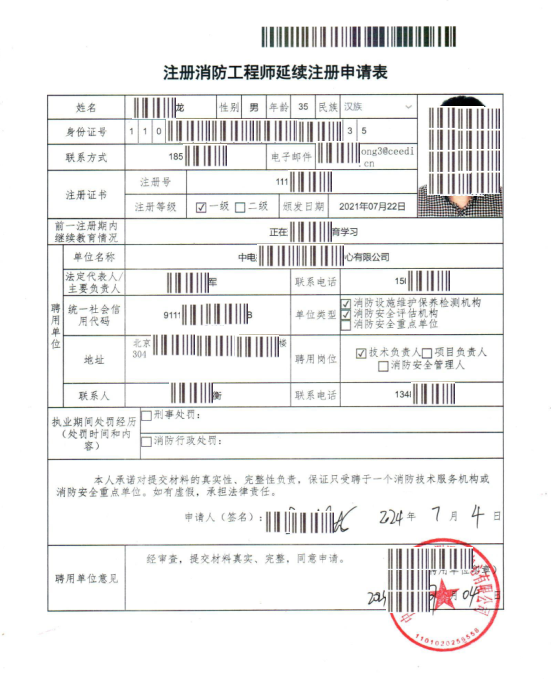 注册消防工程师延续注册申请表
姓名 龙 性别 男 年龄 35 民族 汉族
身份证号 1 1 0 3 5
联系方式 185 电子邮件 ong3@ceedi.cn
注册证书 注册号 111
注册等级 ☑一级 □二级 颁发日期 2021年07月22日
前一注册期内继续教育情况 正在 育学习
聘用单位 单位名称 中电 心有限公司
法定代表人/主要负责人 军 联系电话 15
统一社会信用代码 9111 B 单位类型 ☑消防设施维护保养检测机构
☑消防安全评估机构
□消防安全重点单位
地址 北京 楼
304 聘用岗位 ☑技术负责人□项目负责人
□消防安全管理人
联系人 衡 联系电话 134
执业期间处罚经历(处罚时间和内容) □刑事处罚:
□消防行政处罚:
本人承诺对提交材料的真实性、完整性负责,保证只受聘于一个消防技术服务机构或
消防安全重点单位。如有虚假,承担法律责任。
申请人(签名): 2024 年 7 月 4 日
聘用单位意见 经审查,提交材料真实、完整,同意申请。
章)
月 04 日
有限公司